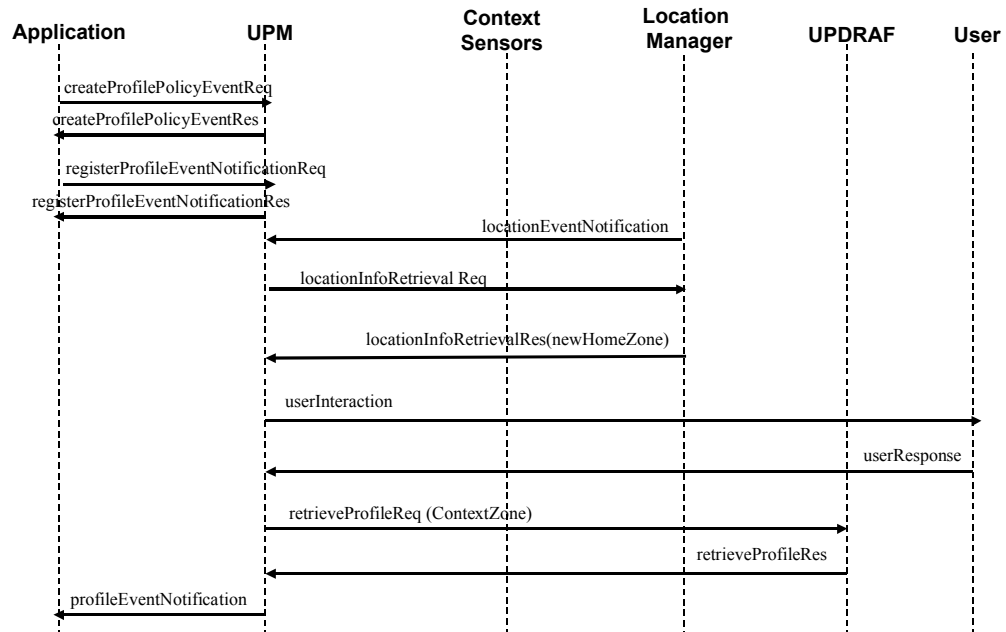 Application
UPM
Context
Sensors
Location
Manager
UPDRAF
User
createProfilePolicyEventReq
createProfilePolicyEventRes
registerProfileEventNotificationReq
registerProfileEventNotificationRes
locationEventNotification
locationInfoRetrieval Req
locationInfoRetrievalRes(newHomeZone)
userInteraction
userResponse
retrieveProfileReq (ContextZone)
retrieveProfileRes
profileEventNotification